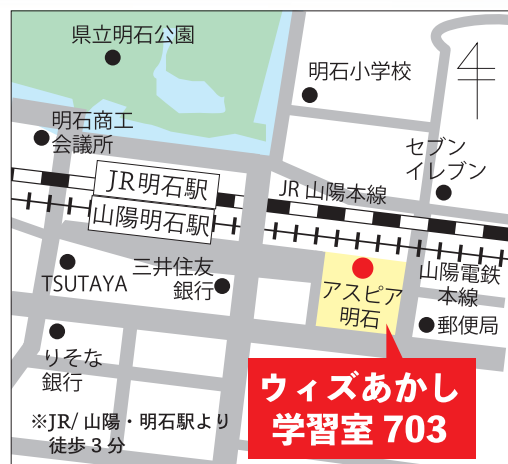 県立明石公園
明石小学校
明石商工
会議所
セブン
イレブン
JR明石駅
JR 山陽本線
山陽明石駅
TSUTAYA
三井住友
銀行
アスピア
明石
山陽電鉄
本線
郵便局
りそな
銀行
ウィズあかし
学習室 703
※JR/ 山陽・明石駅より
徒歩 3 分